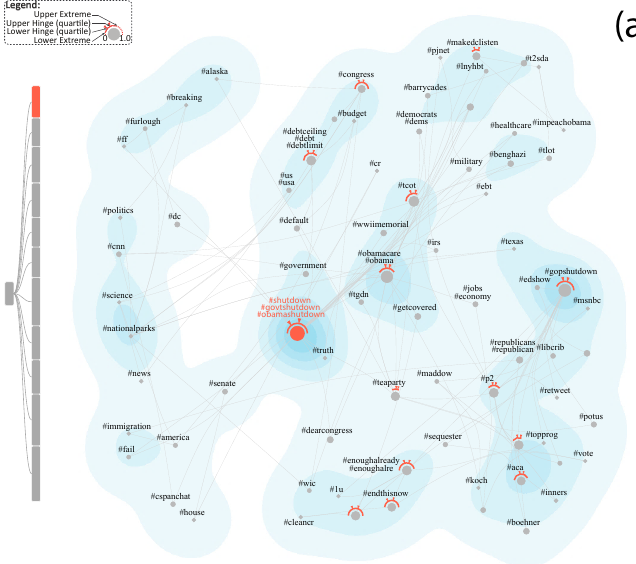 Legend:
Upper Extreme
Upper Hinge (quartile)
Lower Hinge (quartile)
Lower Extreme
0 1.0
(a
#makedclisten
#pjnet
#lnyhbt
#t2sda
#alaska
#congress
#barrycades
#breaking
#budget
#democrats
#dems
#furlough
#debtceiling
#debt
#debtlimit
#healthcare
#impeachobama
#ff
#cr
#military
#benghazi
#tlot
#us
#usa
#tcot
#ebt
#politics
#dc
#default
#wwiimemorial
#cnn
#obamacare
#obama
#irs
#texas
#government
#gopshutdown
#edshow
#science
#shutdown
#govtshutdown
#obamashutdown
#tgdn
#jobs
#economy
#msnbc
#getcovered
#nationalparks
#truth
#republicans
#republican
#libcrib
#news
#senate
#teaparty
#maddow
#p2
#retweet
#potus
#immigration
#america
#dearcongress
#sequester
#topprog
#fail
#enoughalready
#enoughalre
#aca
#vote
#wic
#1u
#endthisnow
#koch
#inners
#cspanchat
#house
#cleancr
#boehner